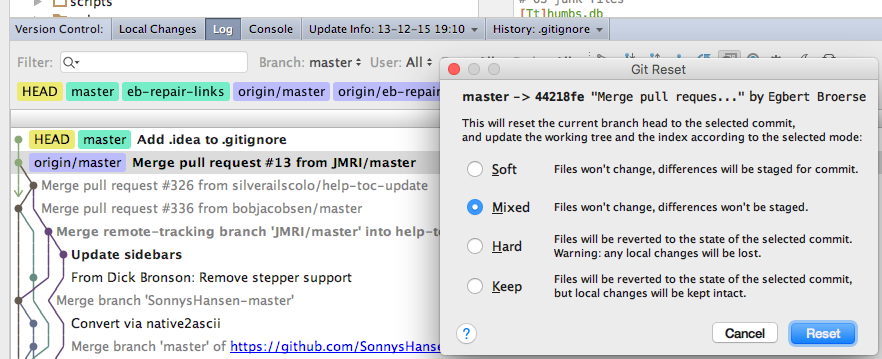 scripts
# OS junk files
[Tt]humbs.db
Version Control: Local Changes Log Console Update Info: 13-12-15 19:10 History: .gitignore
Filter: Branch: master User: All
HEAD master eb-repair-links origin/master origin/eb-repair
HEAD master Add .idea to .gitignore
origin/master Merge pull request #13 from JMRI/master
Merge pull request #326 from silverailscolo/help-toc-update
Merge pull request #336 from bobjacobsen/master
Merge remote-tracking branch 'JMRI/master' into help-to
Update sidebars
From Dick Bronson: Remove stepper support
Merge branch 'SonnysHansen-master'
Convert via native2ascii
Merge branch 'master' of https://github.com/SonnysHanse
Git Reset
master -> 44218fe "Merge pull reques..." by Egbert Broerse
This will reset the current branch head to the selected commit,
and update the working tree and the index according to the selected mode:
Soft Files won't change, differences will be staged for commit.
Mixed Files won't change, differences won't be staged.
Hard Files will be reverted to the state of the selected commit.
Warning: any local changes will be lost.
Keep Files will be reverted to the state of the selected commit,
but local changes will be kept intact.
? Cancel Reset